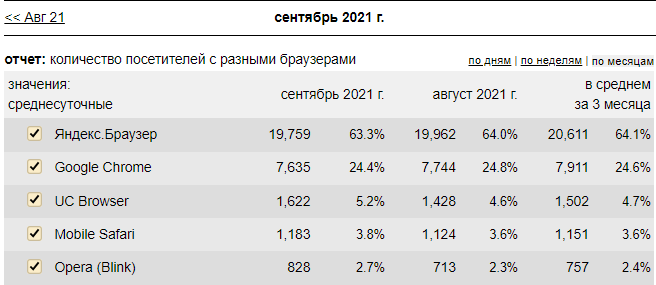 << Авг 21 сентябрь 2021 г.
отчет: количество посетителей с разными браузерами по дням | по неделям | по месяцам
значения: среднесуточные сентябрь 2021 г. август 2021 г. в среднем за 3 месяца
Яндекс.Браузер 19,759 63.3% 19,962 64.0% 20,611 64.1%
Google Chrome 7,635 24.4% 7,744 24.8% 7,911 24.6%
UC Browser 1,622 5.2% 1,428 4.6% 1,502 4.7%
Mobile Safari 1,183 3.8% 1,124 3.6% 1,151 3.6%
Opera (Blink) 828 2.7% 713 2.3% 757 2.4%